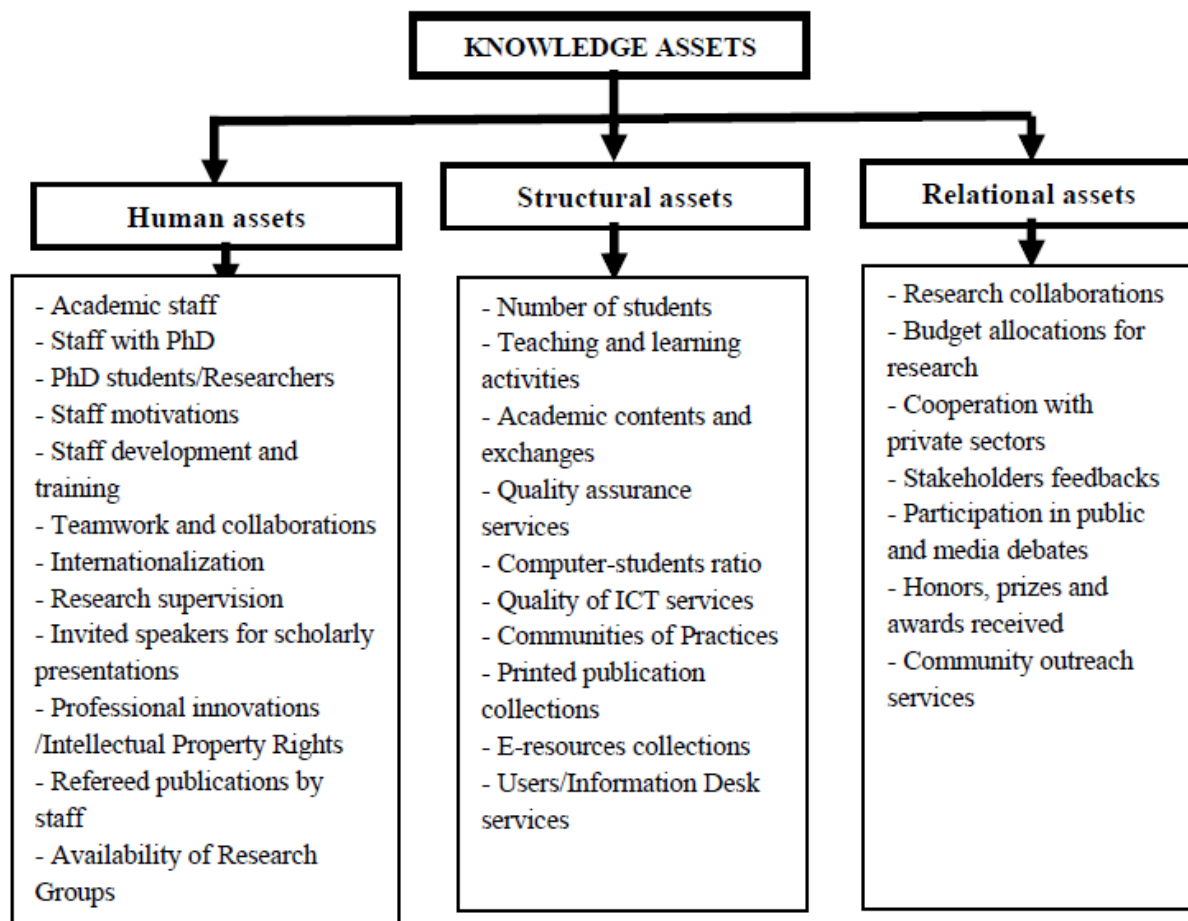 KNOWLEDGE ASSETS
Human assets
- Academic staff
- Staff with PhD
- PhD students/Researchers
- Staff motivations
- Staff development and
training
- Teamwork and collaborations
- Internationalization
- Research supervision
- Invited speakers for scholarly
presentations
- Professional innovations
/Intellectual Property Rights
- Refereed publications by
staff
- Availability of Research
Groups
Structural assets
- Number of students
- Teaching and learning
activities
- Academic contents and
exchanges
- Quality assurance
services
- Computer-students ratio
- Quality of ICT services
- Communities of Practices
- Printed publication
collections
- E-resources collections
- Users/Information Desk
services
Relational assets
- Research collaborations
- Budget allocations for
research
- Cooperation with
private sectors
- Stakeholders feedbacks
- Participation in public
and media debates
- Honors, prizes and
awards received
- Community outreach
services